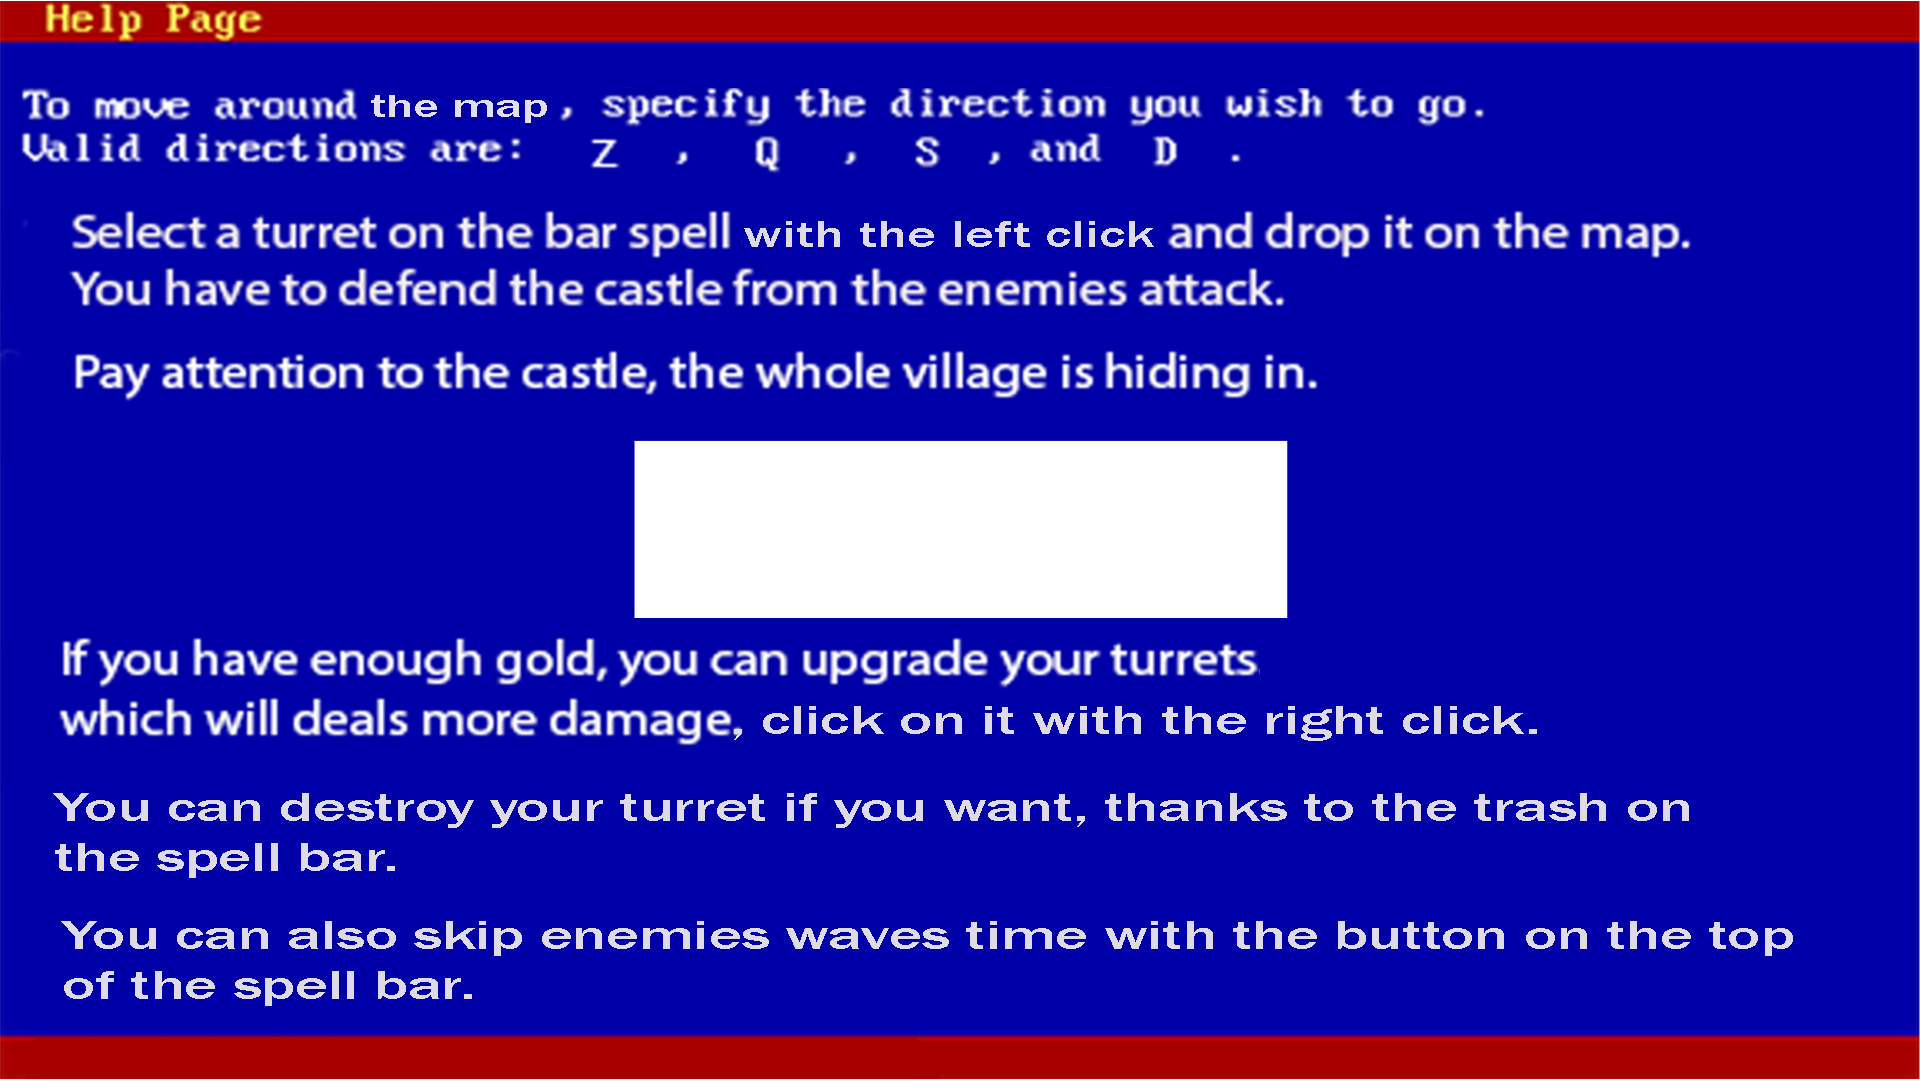 Help Page
To move around the map, specify the direction you wish to go.
Valid directions are: Z , Q , S , and D .
Select a turret on the bar spell with the left click and drop it on the map.
You have to defend the castle from the enemies attack.
Pay attention to the castle, the whole village is hiding in.
If you have enough gold, you can upgrade your turrets
which will deals more damage, click on it with the right click.
You can destroy your turret if you want, thanks to the trash on
the spell bar.
You can also skip enemies waves time with the button on the top
of the spell bar.